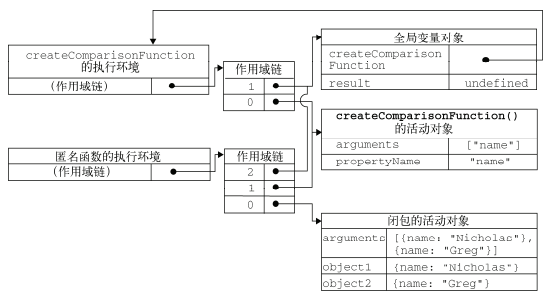 createComparisonFunction
的执行环境
(作用域链)
作用域链
1
0
全局变量对象
createComparison
Function
result undefined
createComparisonFunction()
的活动对象
arguments ["name"]
propertyName "name"
匿名函数的执行环境
(作用域链)
作用域链
2
1
0
闭包的活动对象
arguments [{name: "Nicholas"},
{name: "Greg"}]
object1 {name: "Nicholas"}
object2 {name: "Greg"}